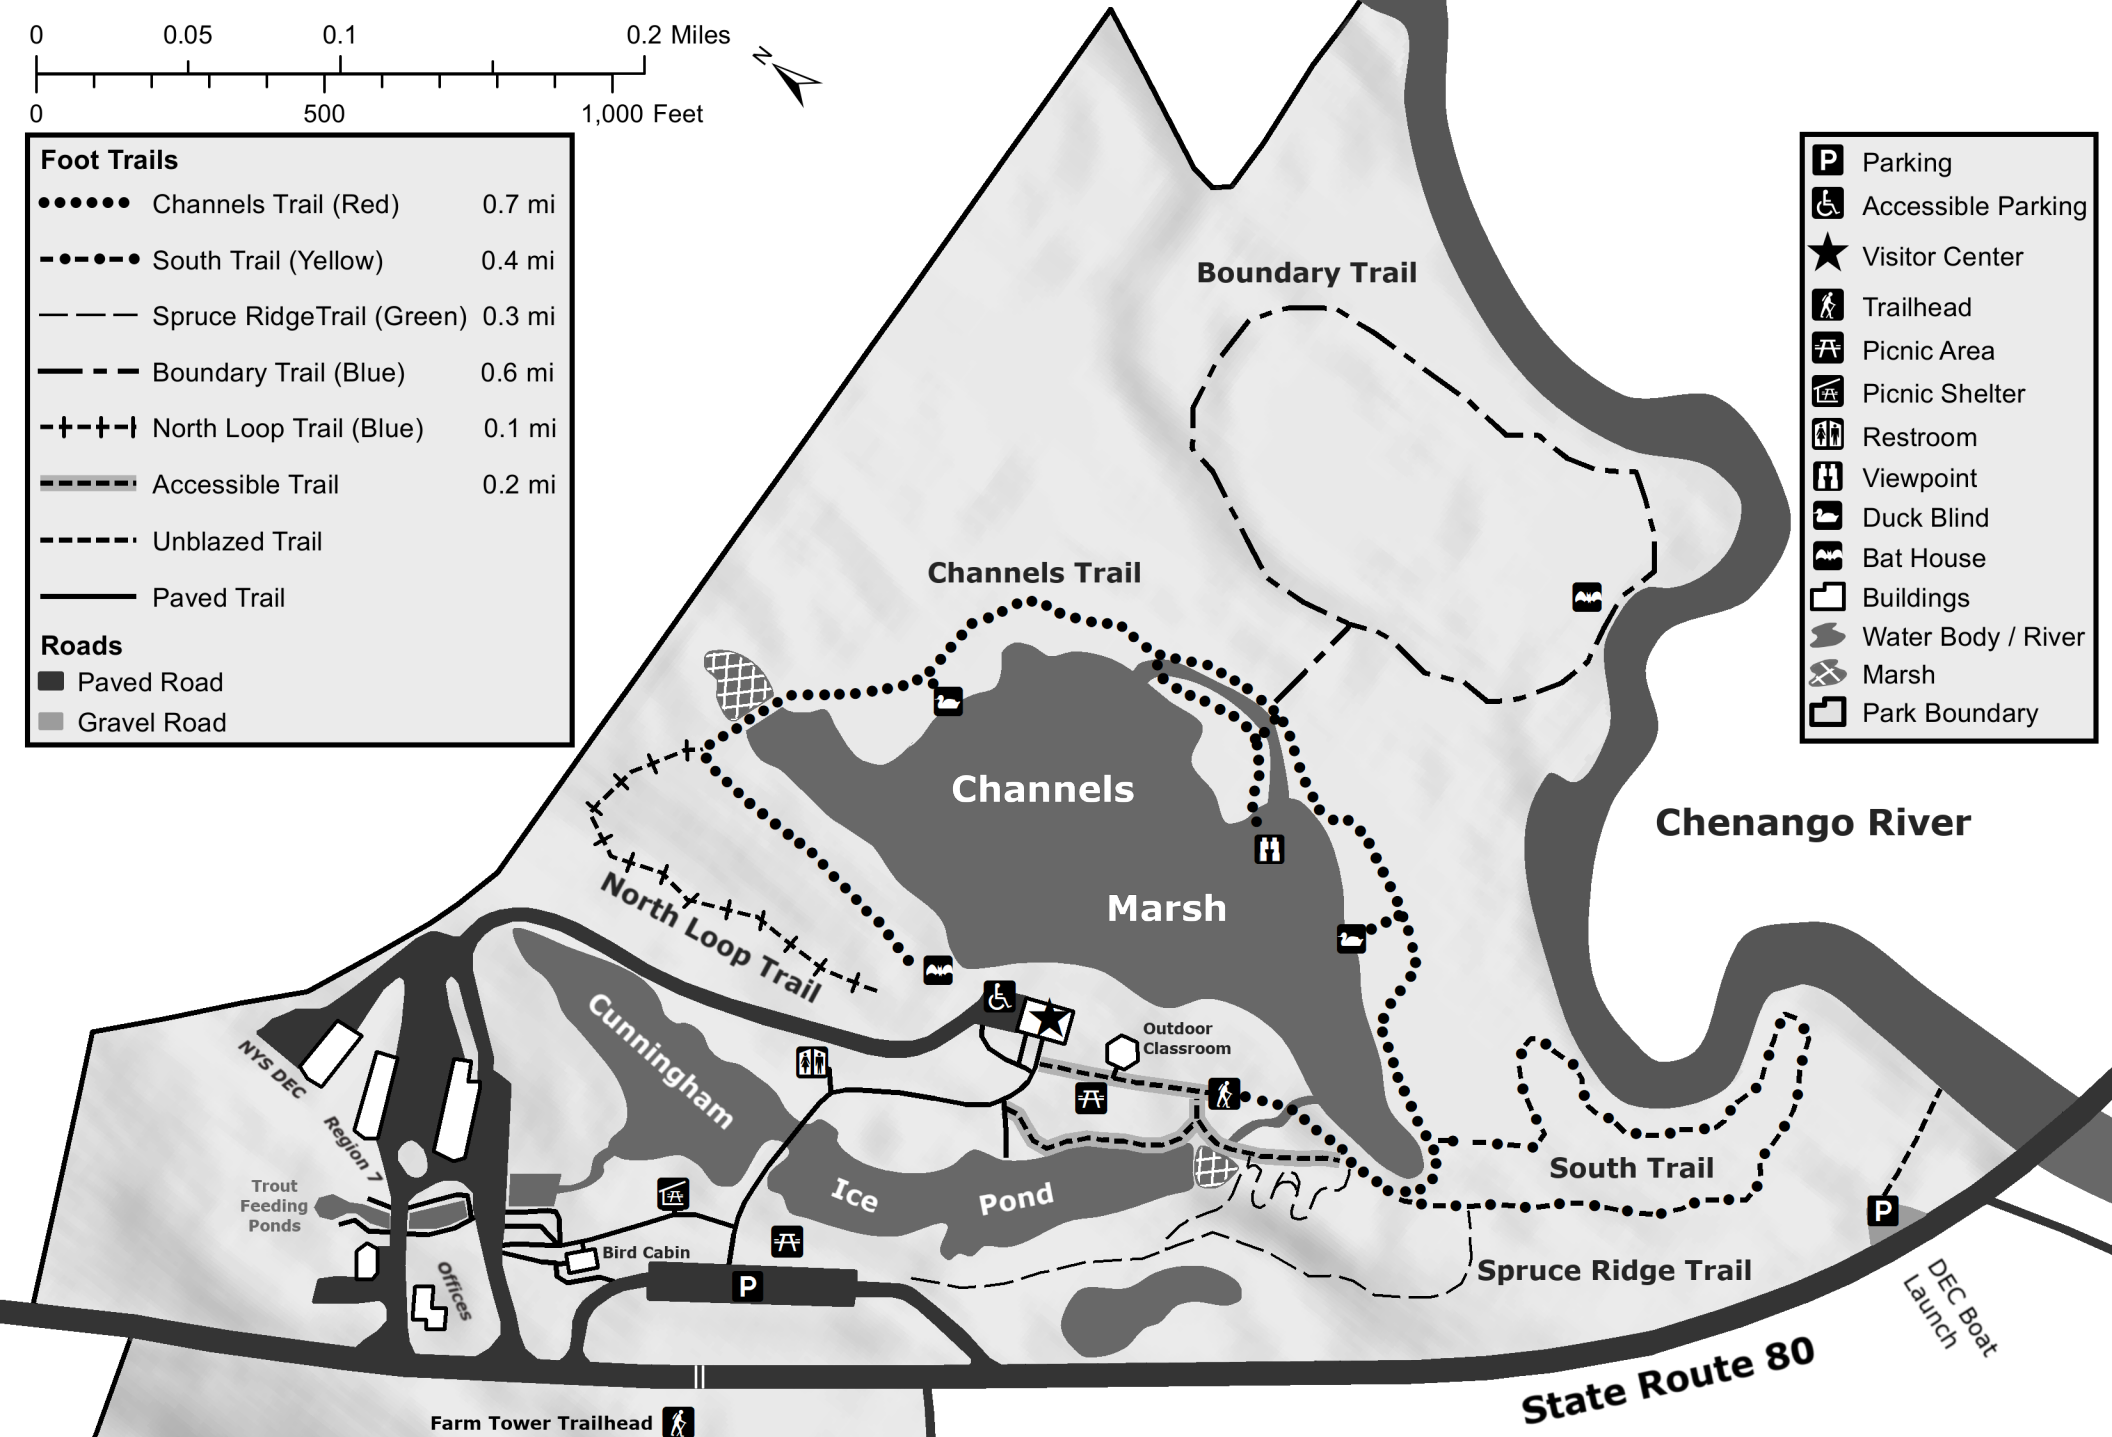 0 0.05 0.1 0.2 Miles
0 500 1,000 Feet
N
Foot Trails
Channels Trail (Red) 0.7 mi
South Trail (Yellow) 0.4 mi
Spruce RidgeTrail (Green) 0.3 mi
Boundary Trail (Blue) 0.6 mi
North Loop Trail (Blue) 0.1 mi
Accessible Trail 0.2 mi
Unblazed Trail
Paved Trail
Roads
Paved Road
Gravel Road
P Parking
Accessible Parking
Visitor Center
Trailhead
Picnic Area
Picnic Shelter
Restroom
Viewpoint
Duck Blind
Bat House
Buildings
Water Body / River
Marsh
Park Boundary
Boundary Trail
Channels Trail
Channels
Marsh
Chenango River
North Loop Trail
Cunningham
Outdoor
Classroom
NYS DEC
Region 7
Trout
Feeding
Ponds
Ice Pond
South Trail
Bird Cabin
Offices
P
Spruce Ridge Trail
P
DEC Boat
Launch
State Route 80
Farm Tower Trailhead